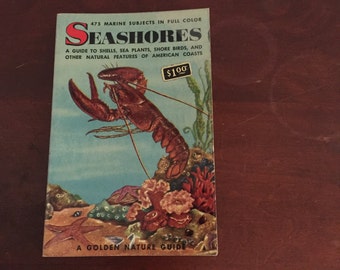 475 MARINE SUBJECTS IN FULL COLOR
SEASHORES
A GUIDE TO SHELLS, SEA PLANTS, SHORE BIRDS, AND
OTHER NATURAL FEATURES OF AMERICAN COASTS
$1.00
A GOLDEN NATURE GUIDE